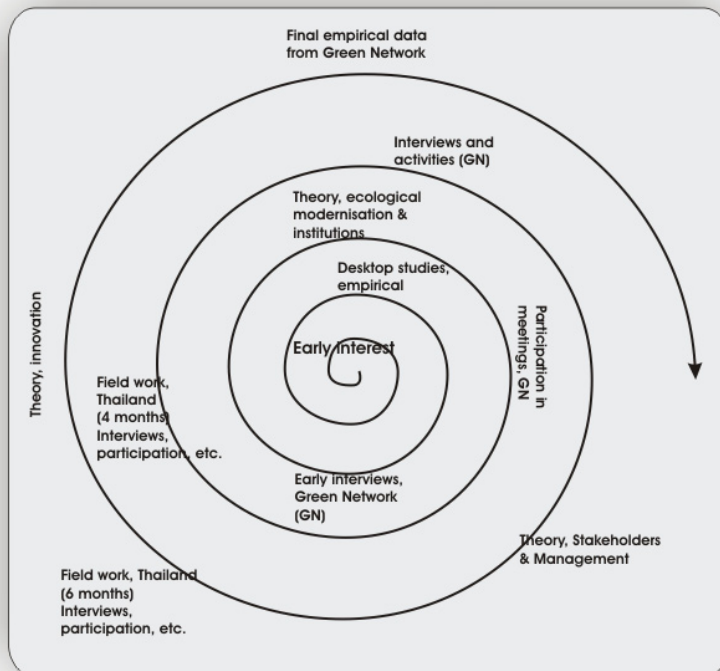 Final empirical data
from Green Network
Interviews and
activities (GN)
Theory, ecological
modernisation &
institutions
Desktop studies,
empirical
Early interest
Participation in
meetings, GN
Theory, innovation
Field work,
Thailand
(4 months)
Interviews,
participation, etc.
Early interviews,
Green Network
(GN)
Theory, Stakeholders
& Management
Field work, Thailand
(6 months)
Interviews,
participation, etc.